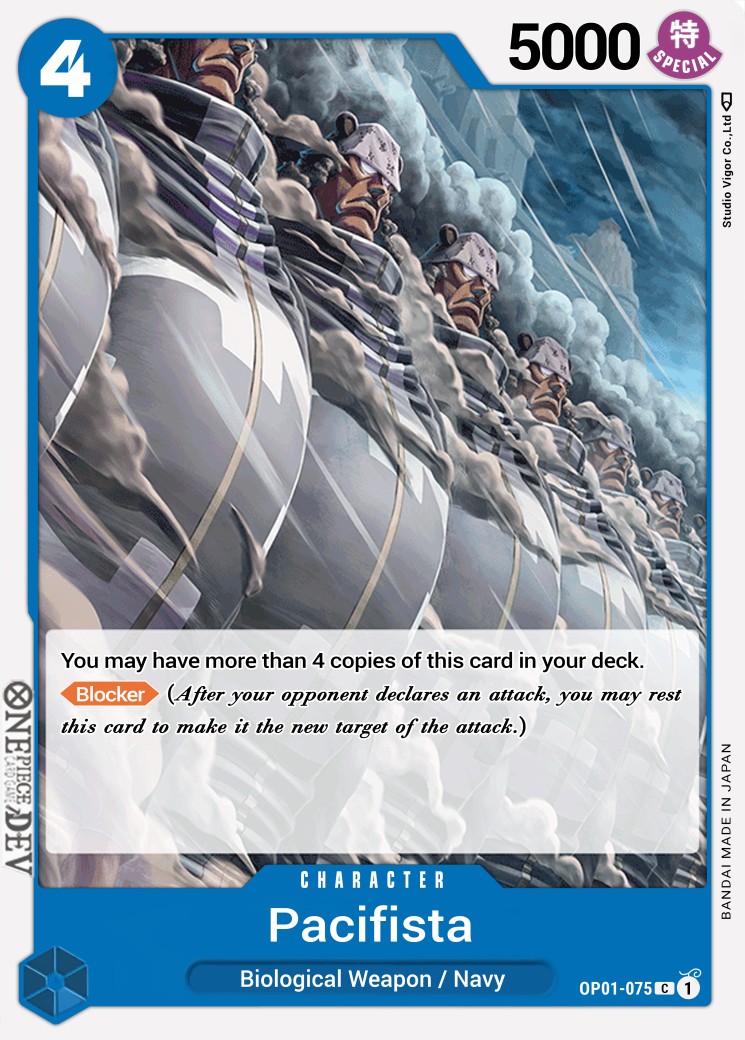 4
5000
特
SPECIAL
Studio Vigor Co.,Ltd
You may have more than 4 copies of this card in your deck.
Blocker (After your opponent declares an attack, you may rest
this card to make it the new target of the attack.)
ONE PIECE
CARD GAME
DEV
BANDAI MADE IN JAPAN
CHARACTER
Pacifista
Biological Weapon / Navy
OP01-075 C 1